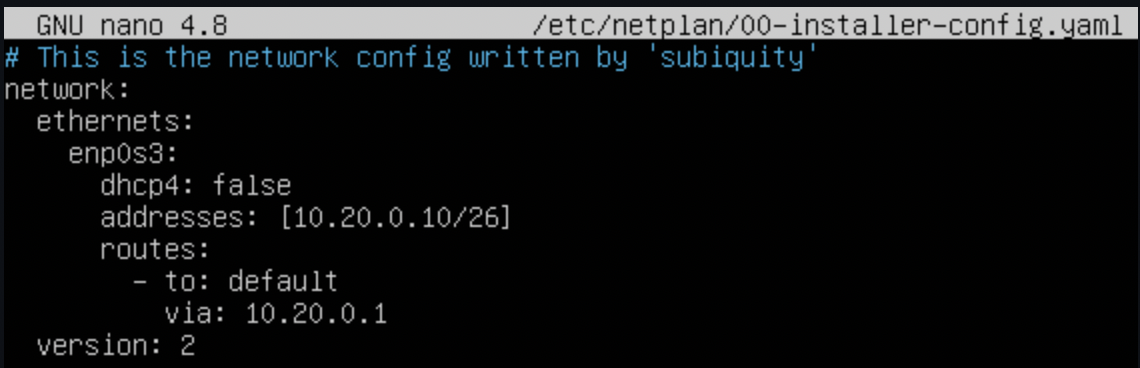 GNU nano 4.8 /etc/netplan/00-installer-config.yaml
# This is the network config written by 'subiquity'
network:
  ethernets:
    enp0s3:
      dhcp4: false
      addresses: [10.20.0.10/26]
      routes:
        - to: default
          via: 10.20.0.1
  version: 2